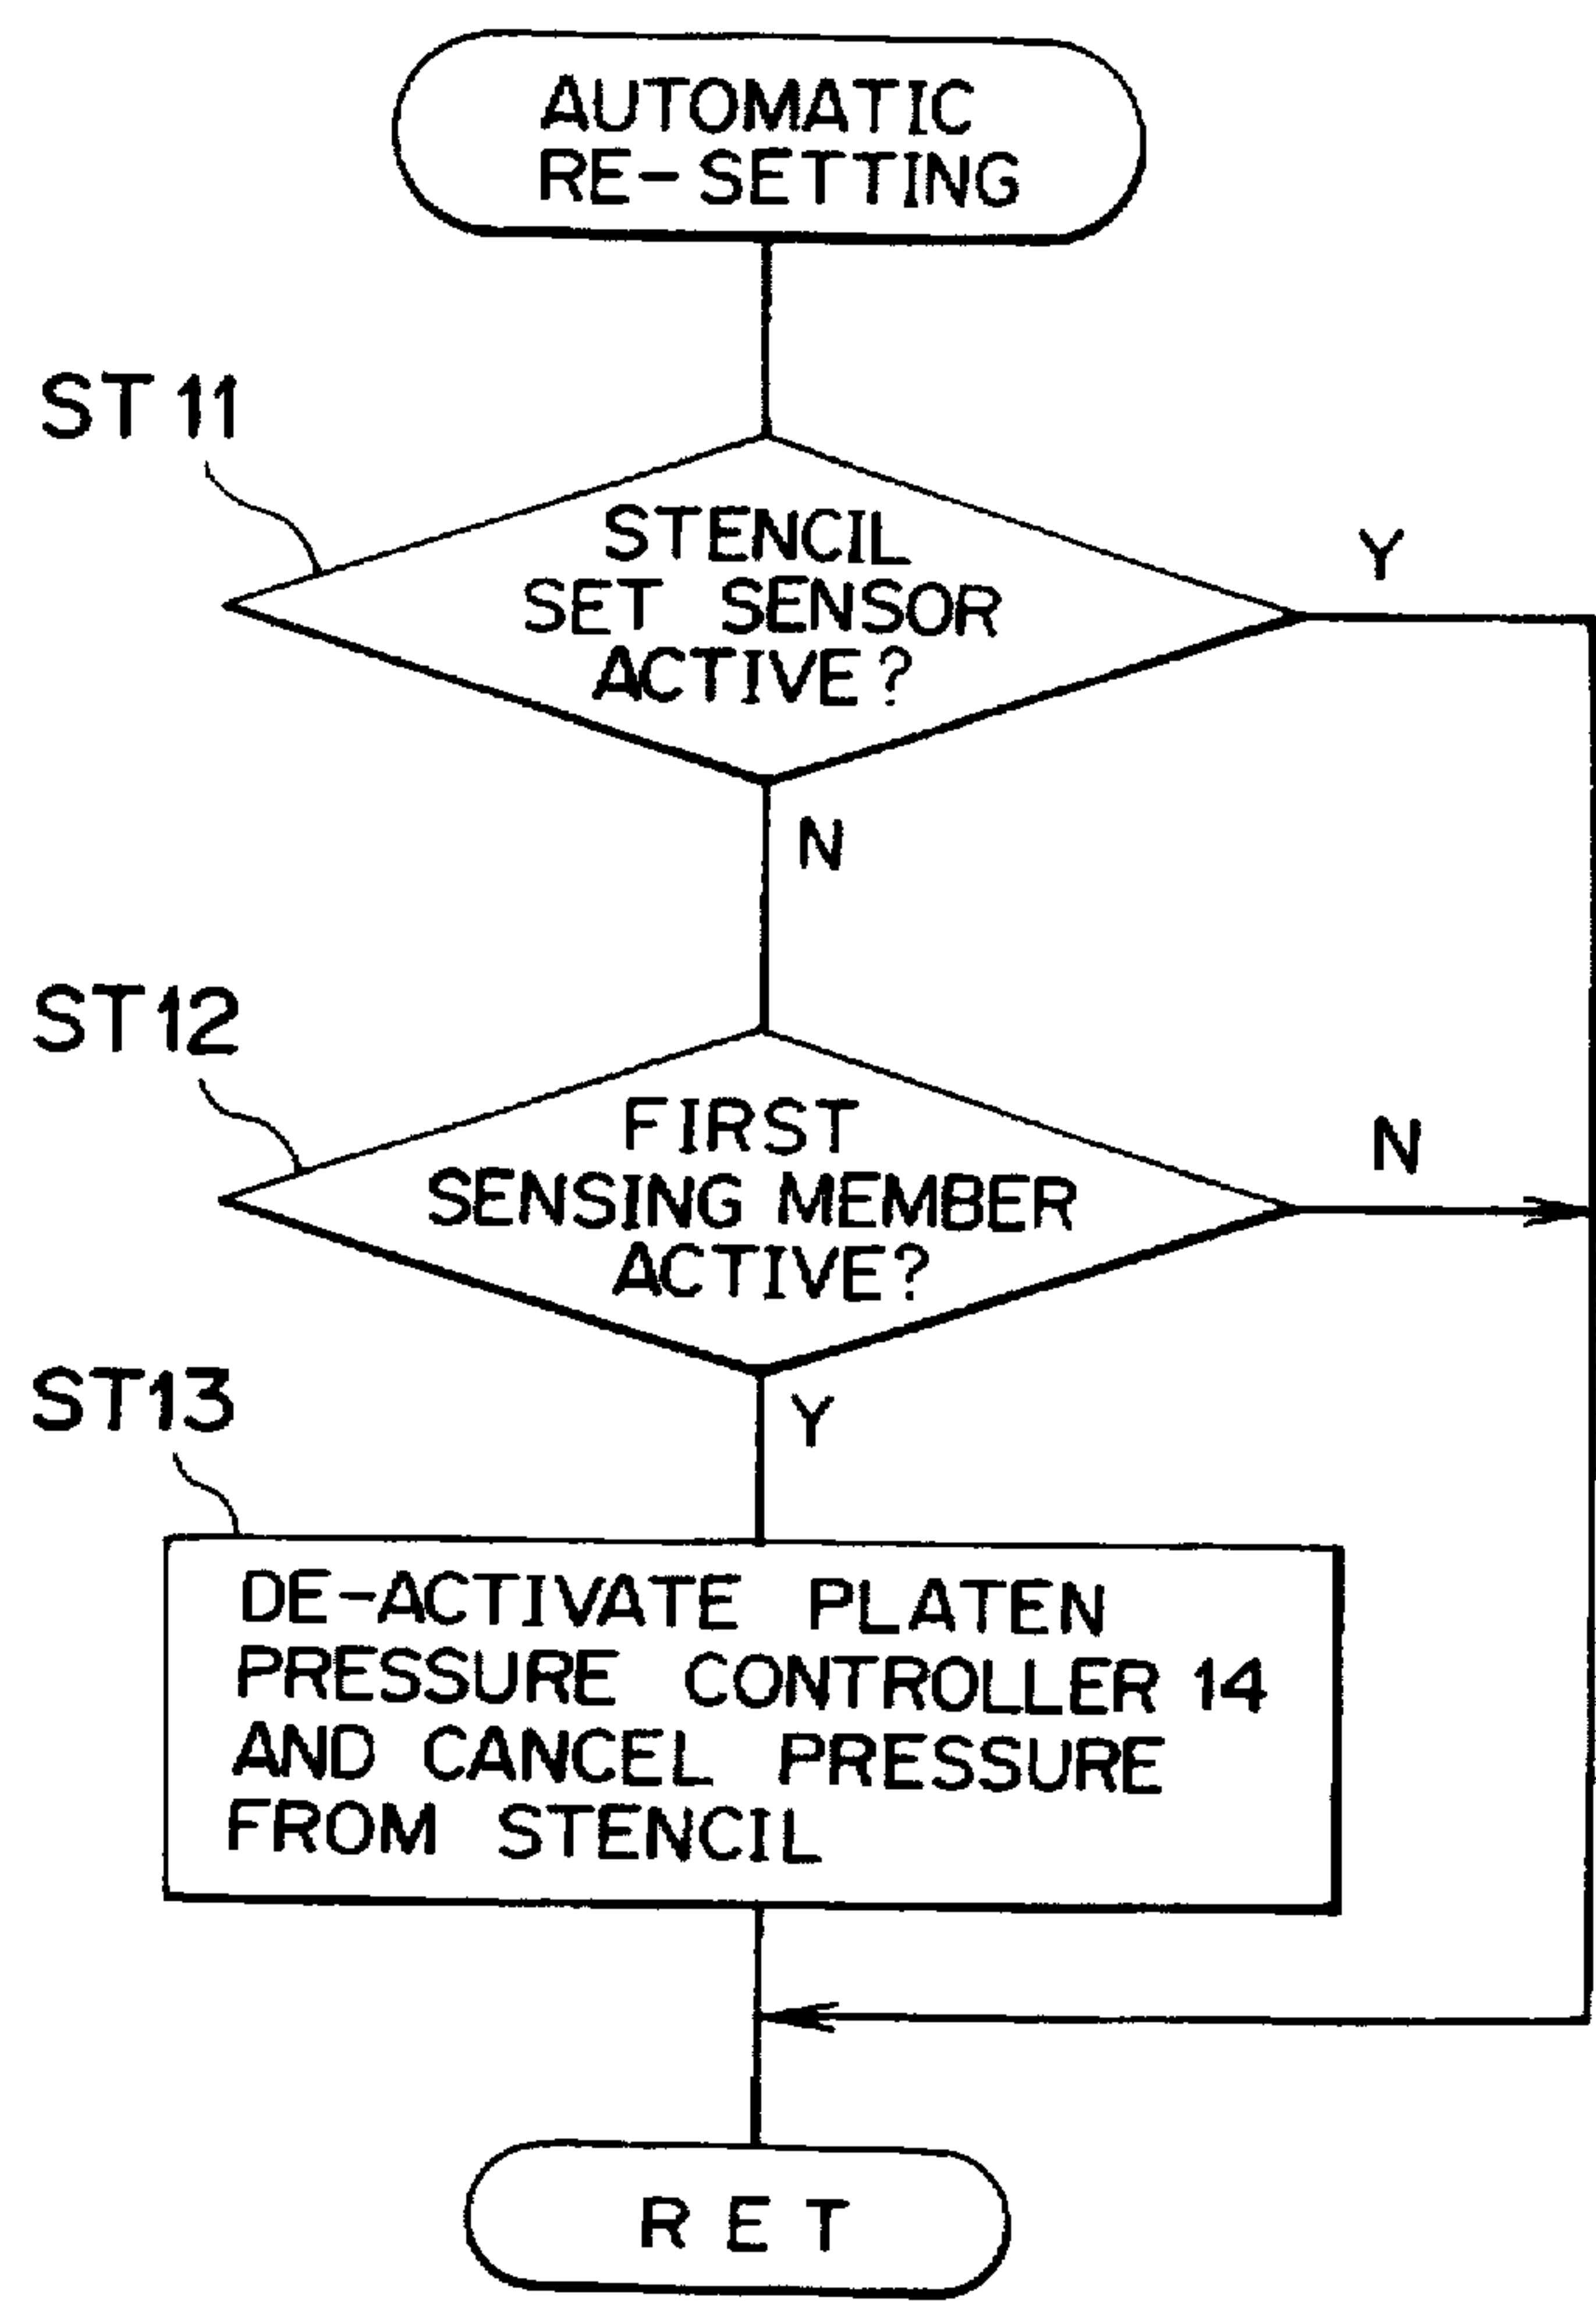 AUTOMATIC
RE-SETTING
ST11
STENCIL
SET SENSOR
ACTIVE?
Y
N
ST12
FIRST
SENSING MEMBER
ACTIVE?
N
ST13
Y
DE-ACTIVATE PLATEN
PRESSURE CONTROLLER 14
AND CANCEL PRESSURE
FROM STENCIL
RET